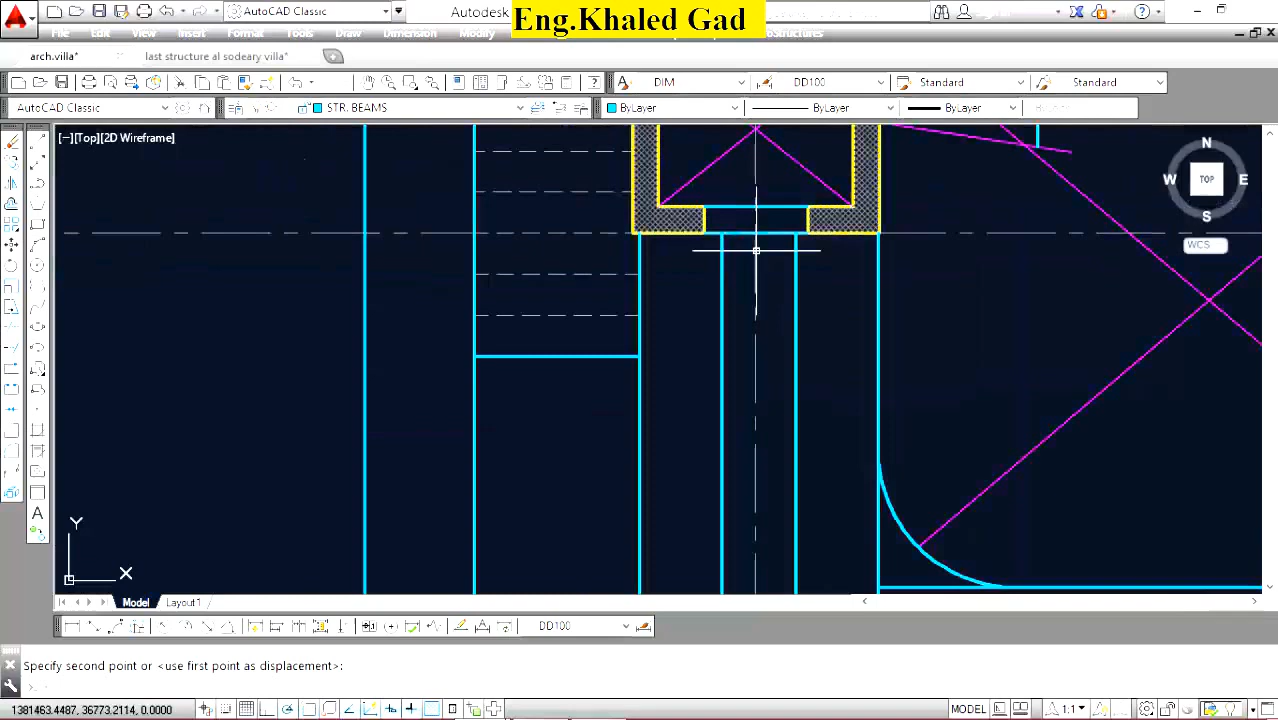 AutoCAD Classic
Autodes
Eng.Khaled Gad
File Edit View Insert Format Tools Draw Dimension Modify
Structures
arch.villa*
last structure al sodeary villa*
DIM
DD100
Standard
Standard
AutoCAD Classic
STR. BEAMS
ByLayer
ByLayer
ByLayer
[−][Top][2D Wireframe]
N
W
TOP
E
S
WCS
Y
X
Model
Layout1
DD100
Specify second point or <use first point as displacement>:
1381463.4487, 36773.2114, 0.0000
MODEL
1:1